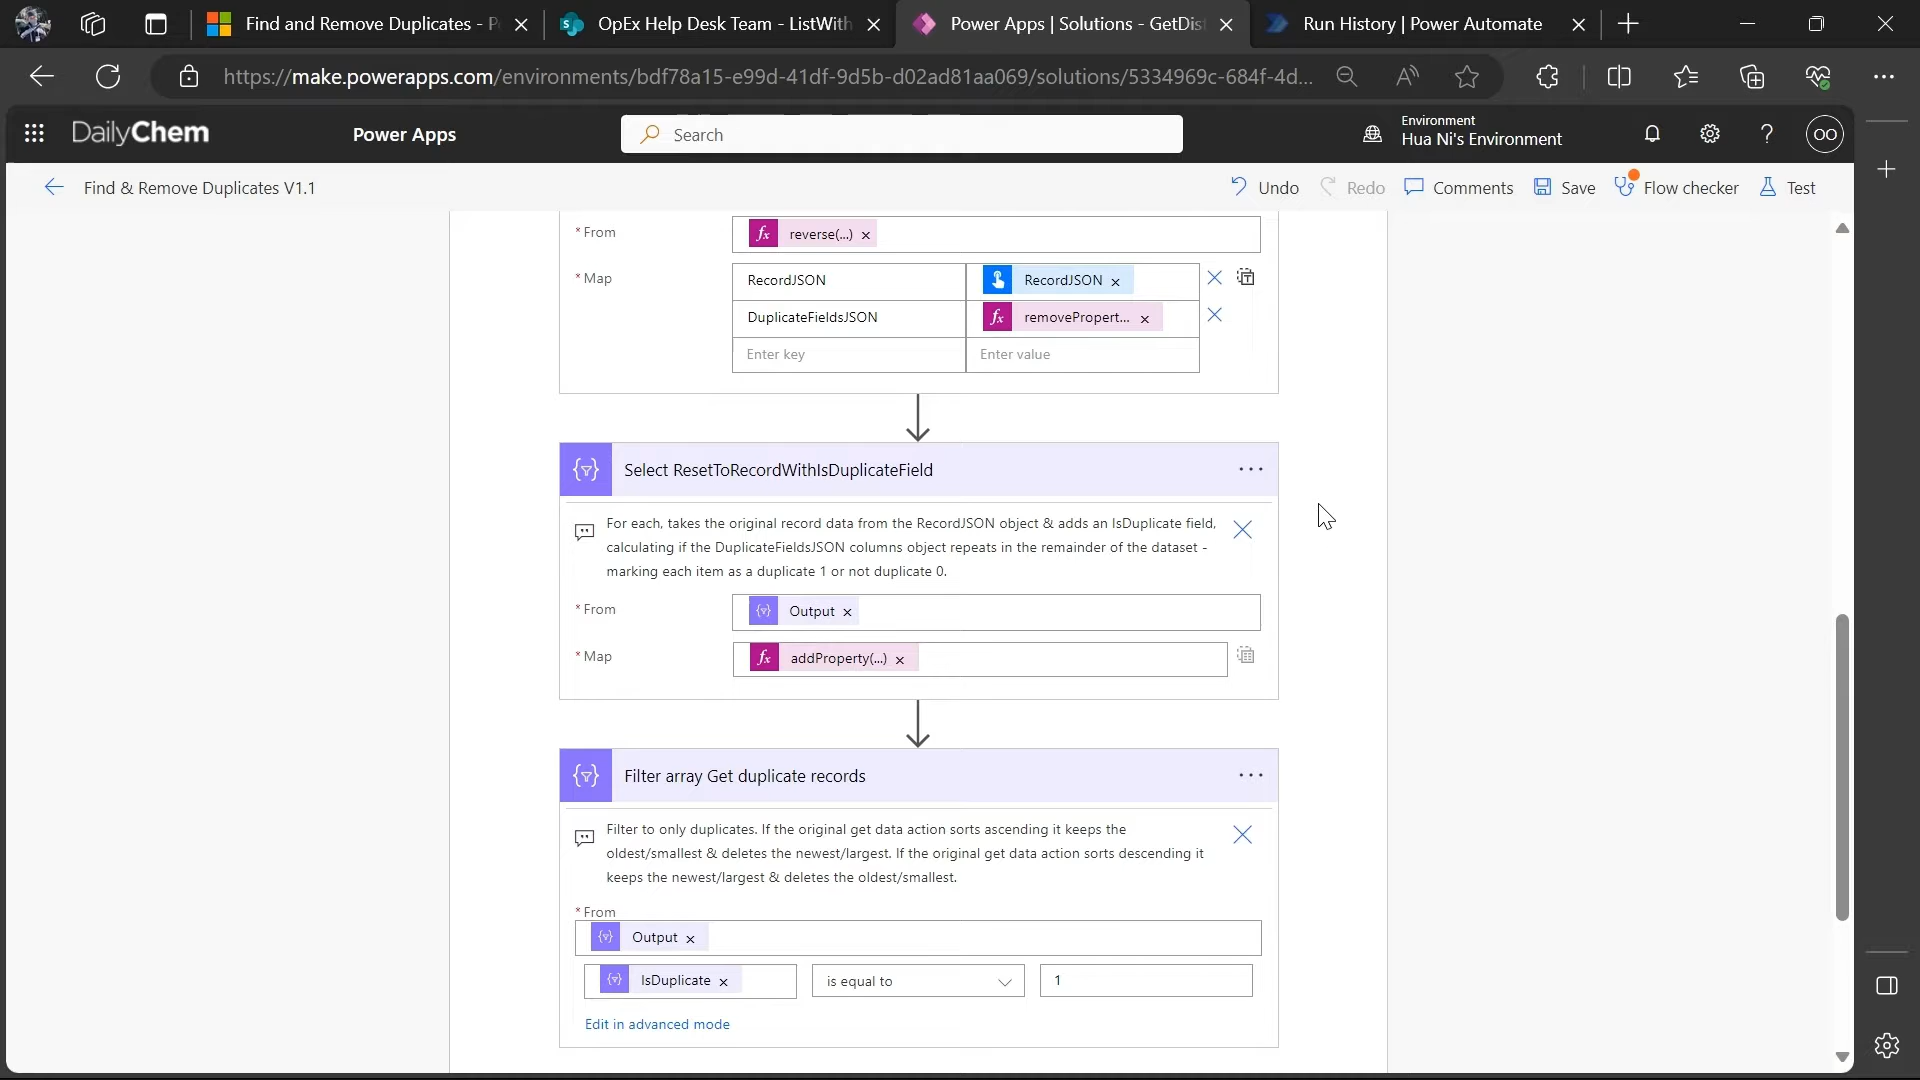 Find and Remove Duplicates - P
OpEx Help Desk Team - ListWith
Power Apps | Solutions - GetDis
Run History | Power Automate
https://make.powerapps.com/environments/bdf78a15-e99d-41df-9d5b-d02ad81aa069/solutions/5334969c-684f-4d...
DailyChem
Power Apps
Search
Environment
Hua Ni's Environment
OO
Find & Remove Duplicates V1.1
Undo
Redo
Comments
Save
Flow checker
Test
* From
fx reverse(...) ×
* Map
RecordJSON
RecordJSON ×
DuplicateFieldsJSON
fx removePropert... ×
Enter key
Enter value
Select ResetToRecordWithIsDuplicateField
For each, takes the original record data from the RecordJSON object & adds an IsDuplicate field,
calculating if the DuplicateFieldsJSON columns object repeats in the remainder of the dataset -
marking each item as a duplicate 1 or not duplicate 0.
* From
Output ×
* Map
fx addProperty(...) ×
Filter array Get duplicate records
Filter to only duplicates. If the original get data action sorts ascending it keeps the
oldest/smallest & deletes the newest/largest. If the original get data action sorts descending it
keeps the newest/largest & deletes the oldest/smallest.
* From
Output ×
IsDuplicate ×
is equal to
1
Edit in advanced mode